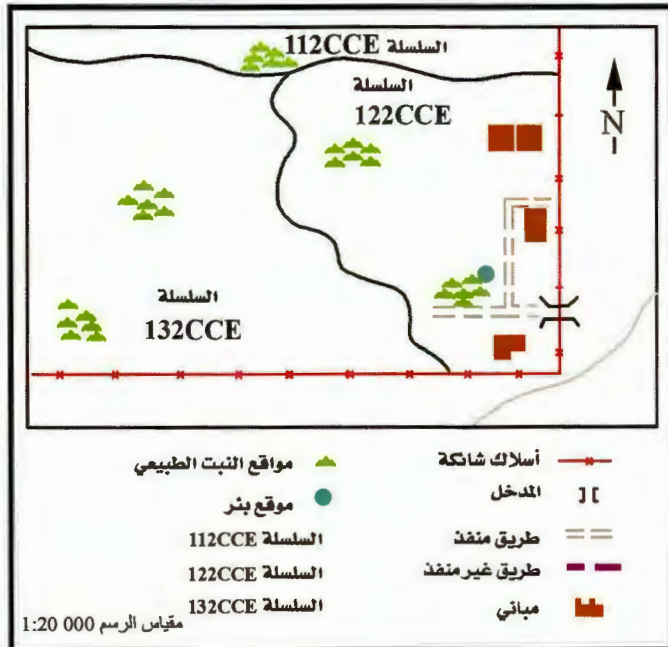 السلسلة 112CCE
السلسلة
122CCE
N
السلسلة
132CCE
أسلاك شائكة
المدخل
طريق منفذ
طريق غير منفذ
مباني
مواقع النبت الطبيعي
موقع بئر
السلسلة 112CCE
السلسلة 122CCE
السلسلة 132CCE
مقياس الرسم 000 1:20